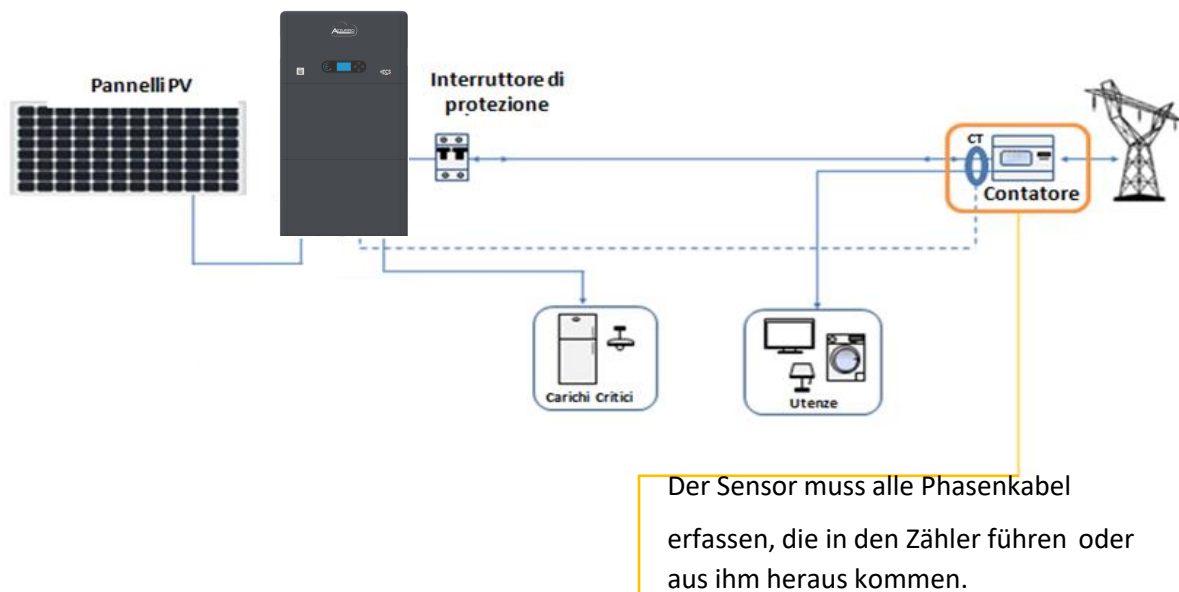 AZZURRO
Pannelli PV
Interruttore di
protezione
CT
Contatore
Carichi Critici
Utenze
Der Sensor muss alle Phasenkabel
erfassen, die in den Zähler führen oder
aus ihm heraus kommen.